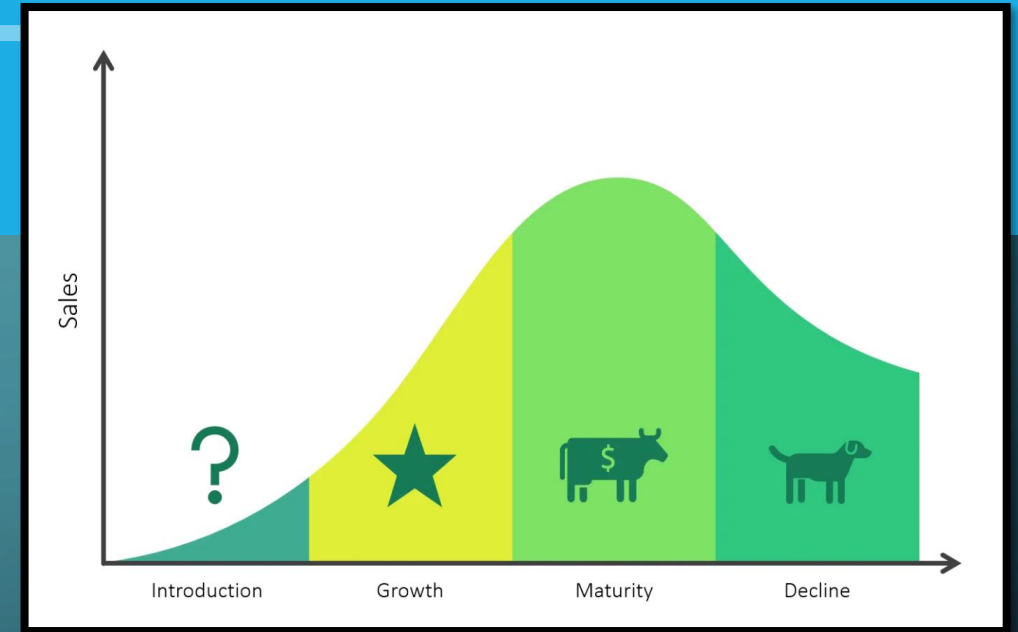 Sales
?
$
Introduction
Growth
Maturity
Decline